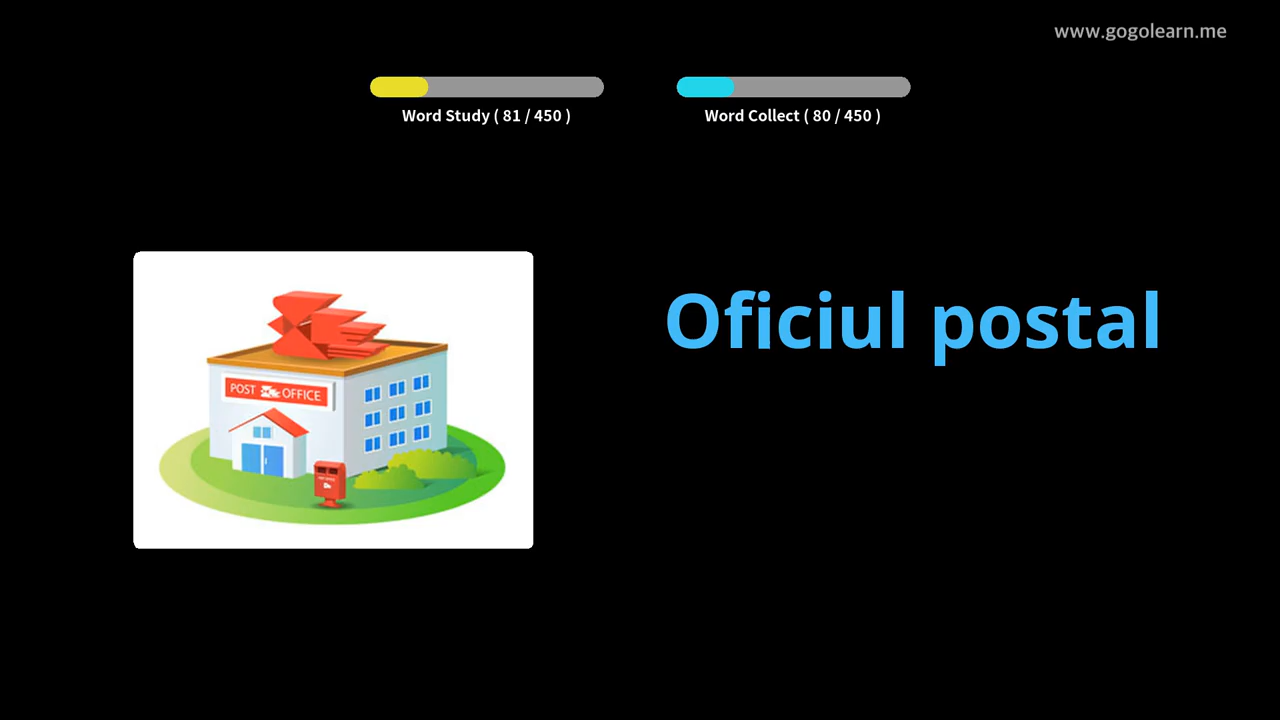 www.gogolearn.me
Word Study ( 81 / 450 )
Word Collect ( 80 / 450 )
Oficiul postal
POST OFFICE